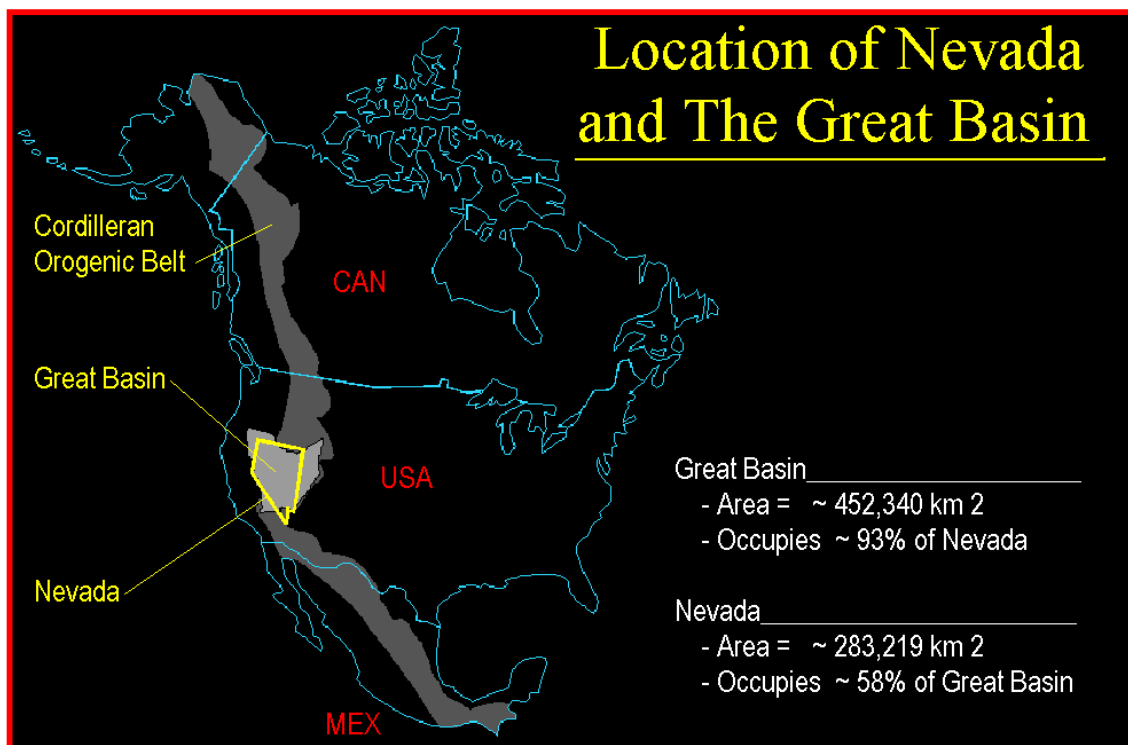 Location of Nevada
and The Great Basin
Cordilleran
Orogenic Belt
CAN
Great Basin
USA
Nevada
MEX
Great Basin
- Area = ~ 452,340 km 2
- Occupies ~ 93% of Nevada
Nevada
- Area = ~ 283,219 km 2
- Occupies ~ 58% of Great Basin